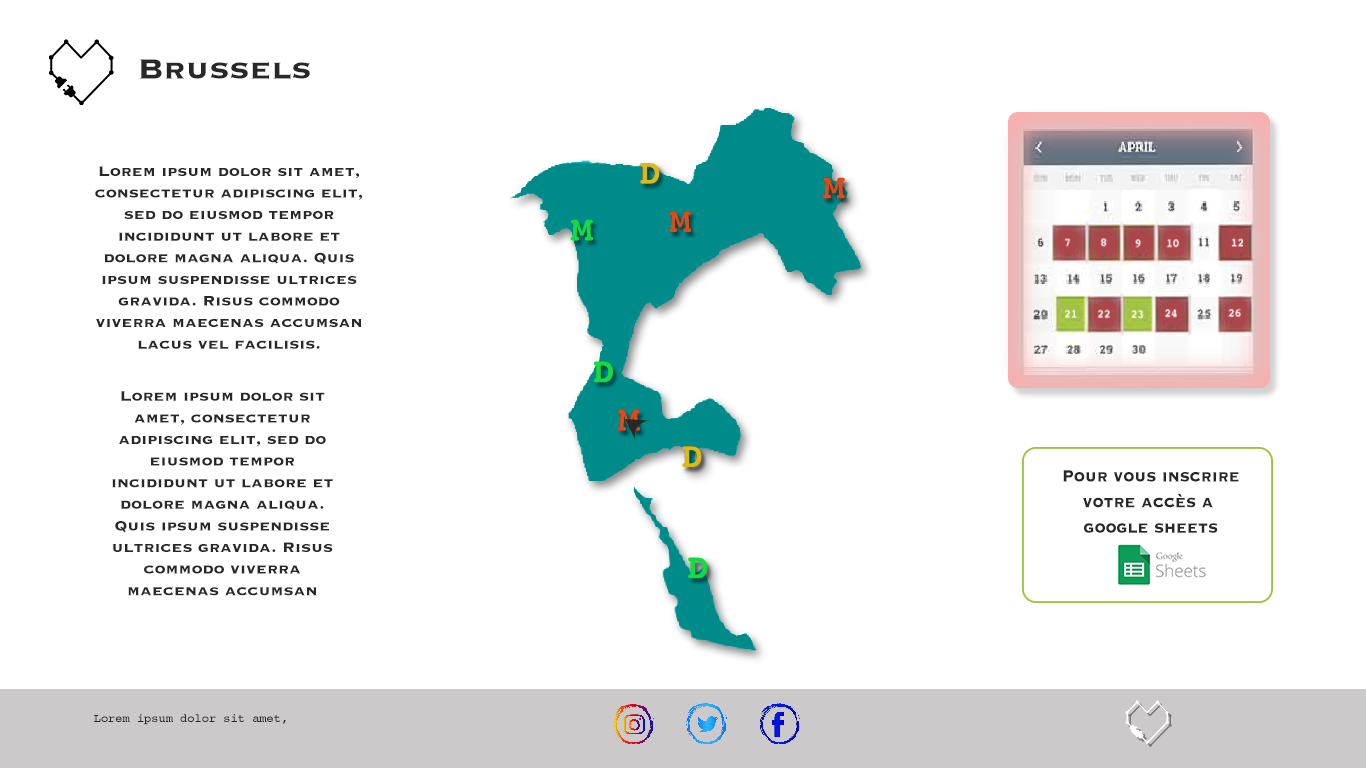 Brussels
Lorem ipsum dolor sit amet,
consectetur adipiscing elit,
sed do eiusmod tempor
incididunt ut labore et
dolore magna aliqua. Quis
ipsum suspendisse ultrices
gravida. Risus commodo
viverra maecenas accumsan
lacus vel facilisis.
Lorem ipsum dolor sit
amet, consectetur
adipiscing elit, sed do
eiusmod tempor
incididunt ut labore et
dolore magna aliqua.
Quis ipsum suspendisse
ultrices gravida. Risus
commodo viverra
maecenas accumsan
D
M
M
M
D
M
D
D
APRIL
SUN MON TUE WED THU FRI SAT
1 2 3 4 5
6 7 8 9 10 11 12
13 14 15 16 17 18 19
20 21 22 23 24 25 26
27 28 29 30
Pour vous inscrire
votre accès a
google sheets
Google
Sheets
Lorem ipsum dolor sit amet,